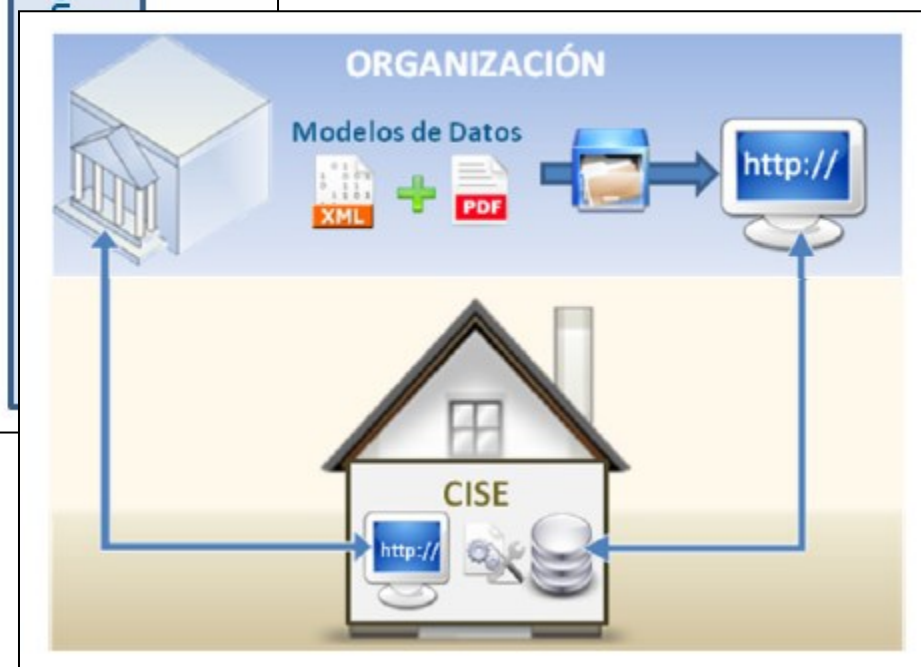 ORGANIZACIÓN
Modelos de Datos
XML
PDF
http://
CISE
http://